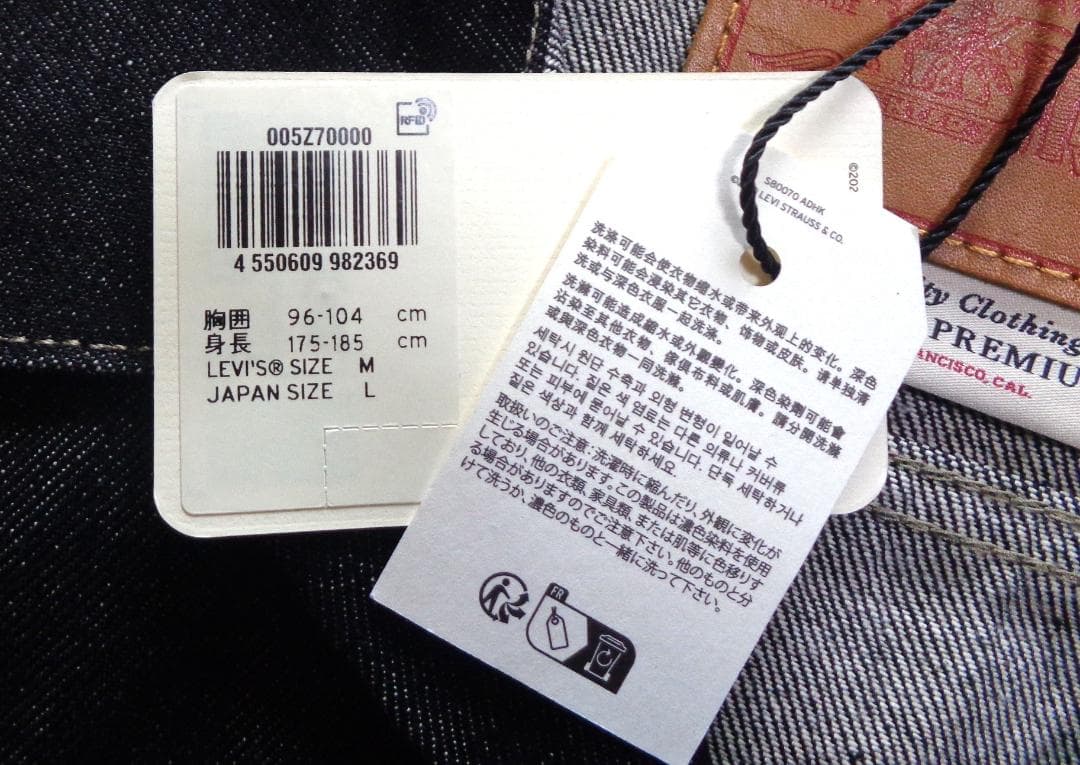 RFID
005Z70000
4 550609 982369
胸囲 96-104 cm
身長 175-185 cm
LEVI'S® SIZE M
JAPAN SIZE L
©202
S80070 ADHK
LEVI STRAUSS & CO.
洗涤可能会使衣物缩水或带来外观上的变化。深色
染料可能会浸染其它衣物、饰物或皮肤。请单独清
洗或与深色衣服一起洗涤。
洗滌可能造成縮水或外觀變化。深色染劑可能會
沾染至其他衣物、傢俱布料或肌膚。請分開洗滌
或與深色衣物一同洗滌。
세탁시 원단 수축과 외형 변형이 일어날 수
있습니다. 짙은 색 염료는 다른 의류나 커버류
또는 피부에 묻어날 수 있습니다. 단독 세탁하거나
짙은 색상과 함께 세탁하세요.
取扱いのご注意: 洗濯時に縮んだり、外観に変化が
生じる場合があります。この製品は濃色染料を使用
しており、他の衣類、家具類、または肌等に色移りす
る場合がありますのでご注意下さい。他のものと分
けて洗うか、濃色のものと一緒に洗って下さい。
FR
ty Clothing
PREMIU
ANCISCO, CAL.